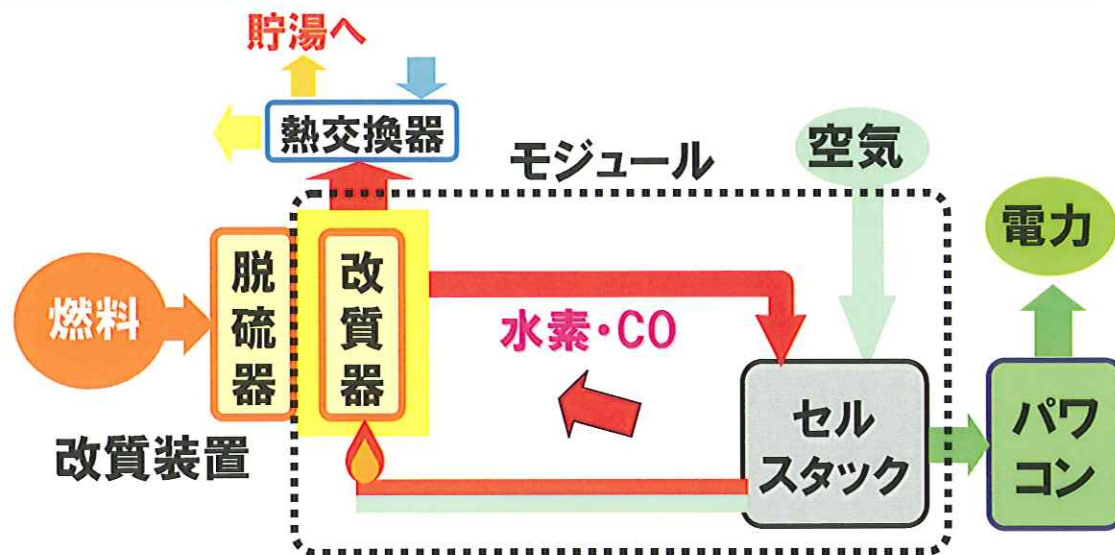 貯湯へ
熱交換器
モジュール
空気
電力
燃料
脱硫器
改質器
水素・CO
改質装置
セル
スタック
パワ
コン